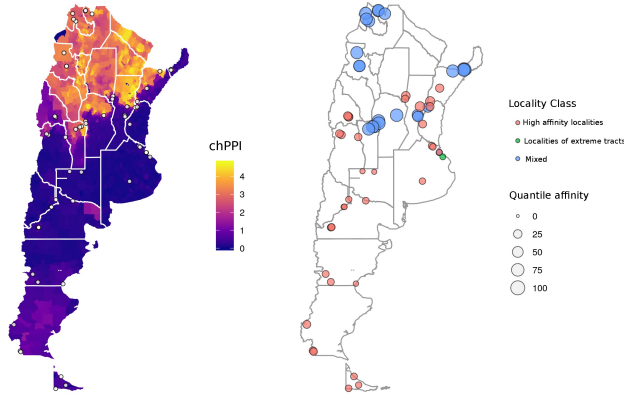 chPPI
4
3
2
1
0
Locality Class
High affinity localities
Localities of extreme tracts
Mixed
Quantile affinity
0
25
50
75
100